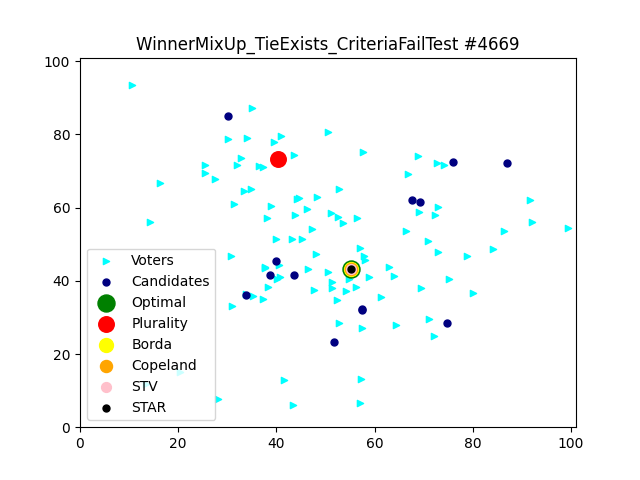 WinnerMixUp_TieExists_CriteriaFailTest #4669
100
80
60
40
20
0
0 20 40 60 80 100
Voters
Candidates
Optimal
Plurality
Borda
Copeland
STV
STAR